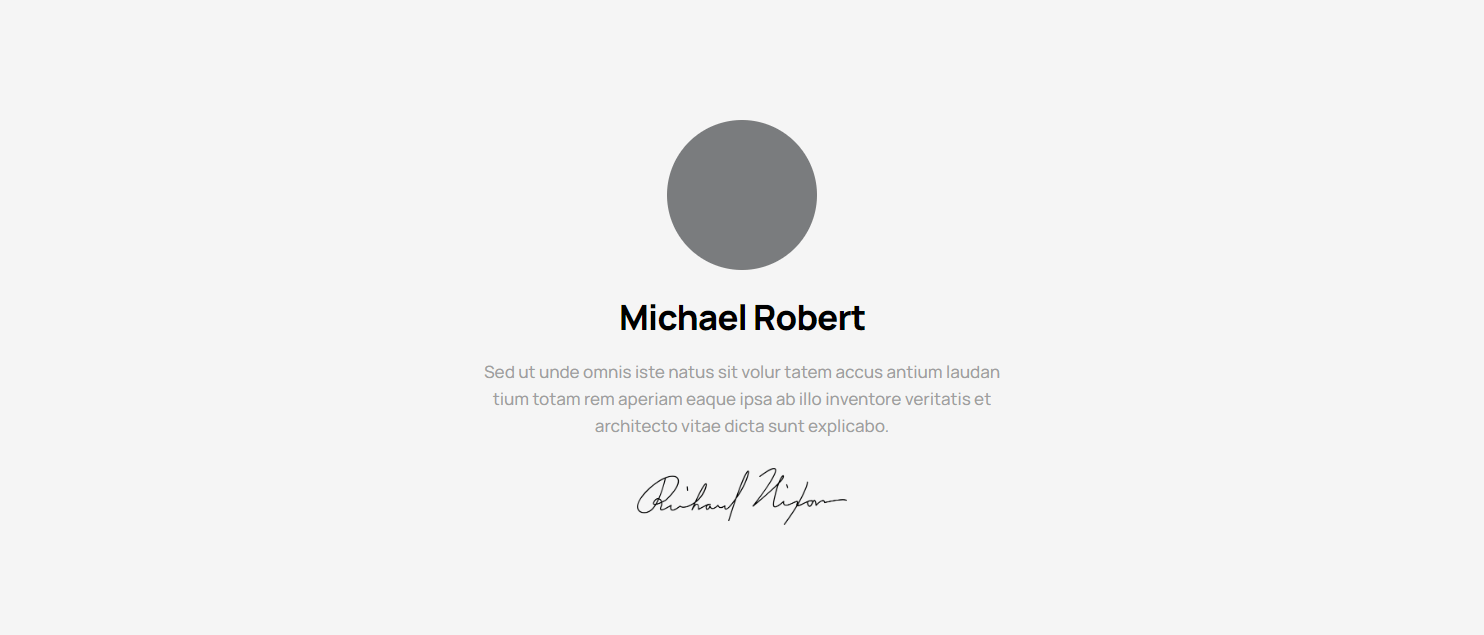 Michael Robert
Sed ut unde omnis iste natus sit volur tatem accus antium laudan
tium totam rem aperiam eaque ipsa ab illo inventore veritatis et
architecto vitae dicta sunt explicabo.
Richard Nixon